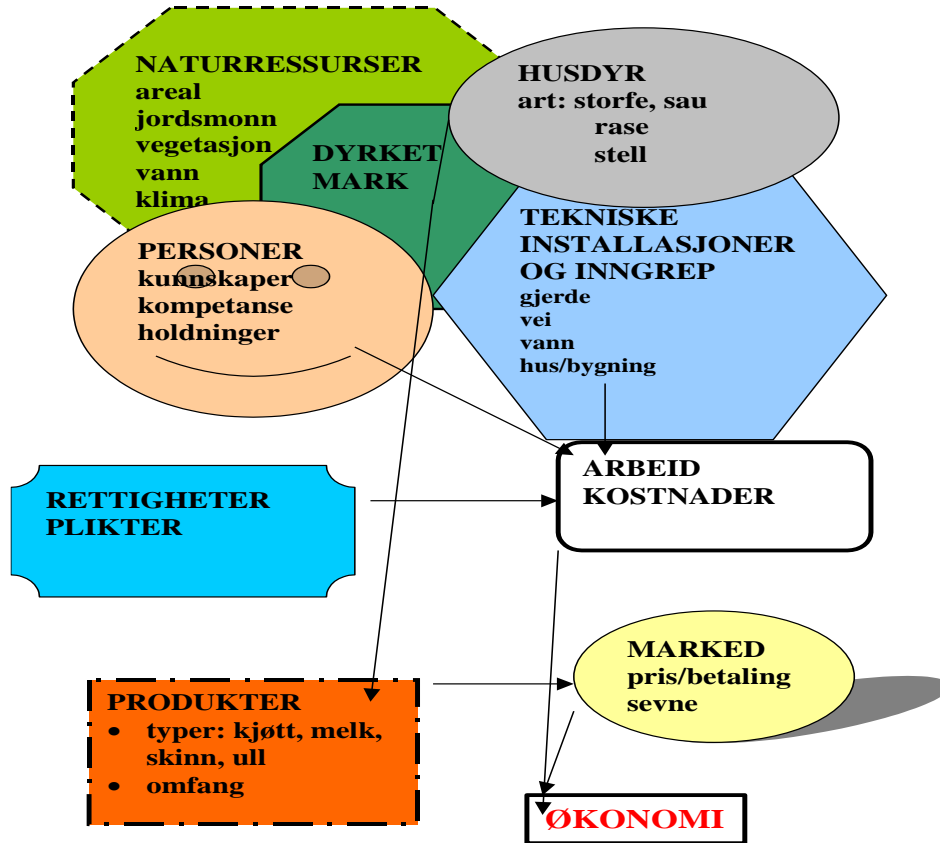 NATURRESSURSER
areal
jordsmonn
vegetasjon
vann
klima
HUSDYR
art: storfe, sau
rase
stell
DYRKET
MARK
TEKNISKE
INSTALLASJONER
OG INNGREP
gjerde
vei
vann
hus/bygning
PERSONER
kunnskaper
kompetanse
holdninger
ARBEID
KOSTNADER
RETTIGHETER
PLIKTER
MARKED
pris/betaling
sevne
PRODUKTER
• typer: kjøtt, melk,
skinn, ull
• omfang
ØKONOMI